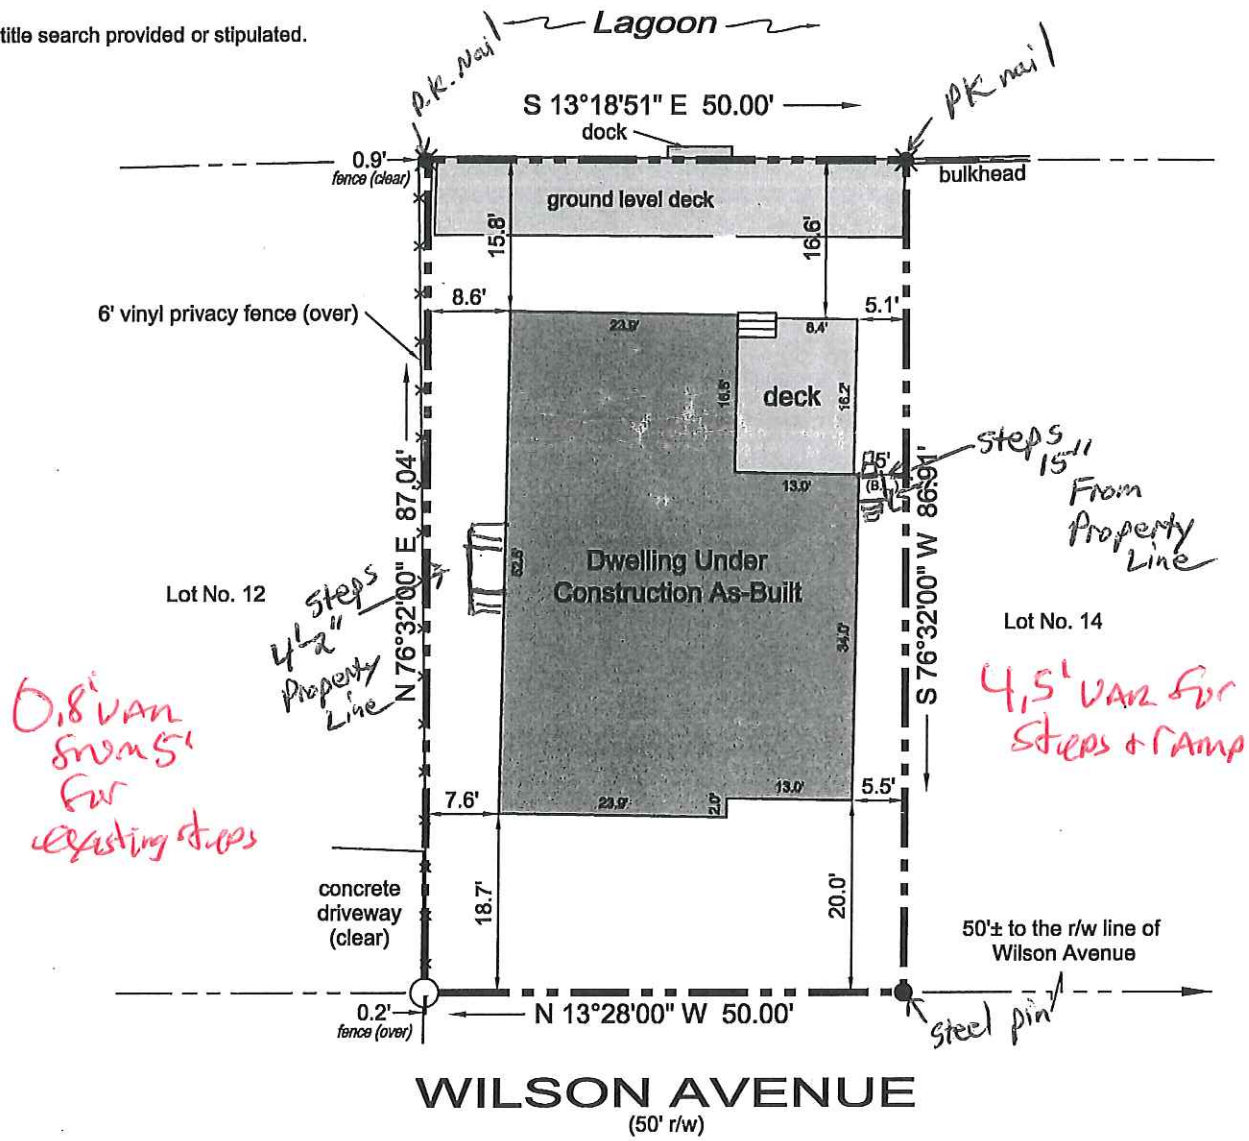 title search provided or stipulated.
Lagoon
P.K. Nail
PK nail
S 13°18'51" E 50.00'
dock
0.9'
fence (clear)
bulkhead
ground level deck
15.8'
16.6'
6' vinyl privacy fence (over)
8.6'
5.1'
23.9'
8.4'
16.5'
deck
16.2'
13.0'
steps
15"
From
Property
Line
N 76°32'00" E 87.04'
S 76°32'00" W 86.91'
52.5'
Dwelling Under
Construction As-Built
34.0'
Lot No. 12
Lot No. 14
steps
4'2"
Property
Line
0.8' VAR
from 5'
for
existing steps
4.5' VAR for
steps + ramp
7.6'
23.9'
2.0'
13.0'
5.5'
18.7'
20.0'
concrete
driveway
(clear)
50'± to the r/w line of
Wilson Avenue
0.2'
fence (over)
N 13°28'00" W 50.00'
steel pin
WILSON AVENUE
(50' r/w)